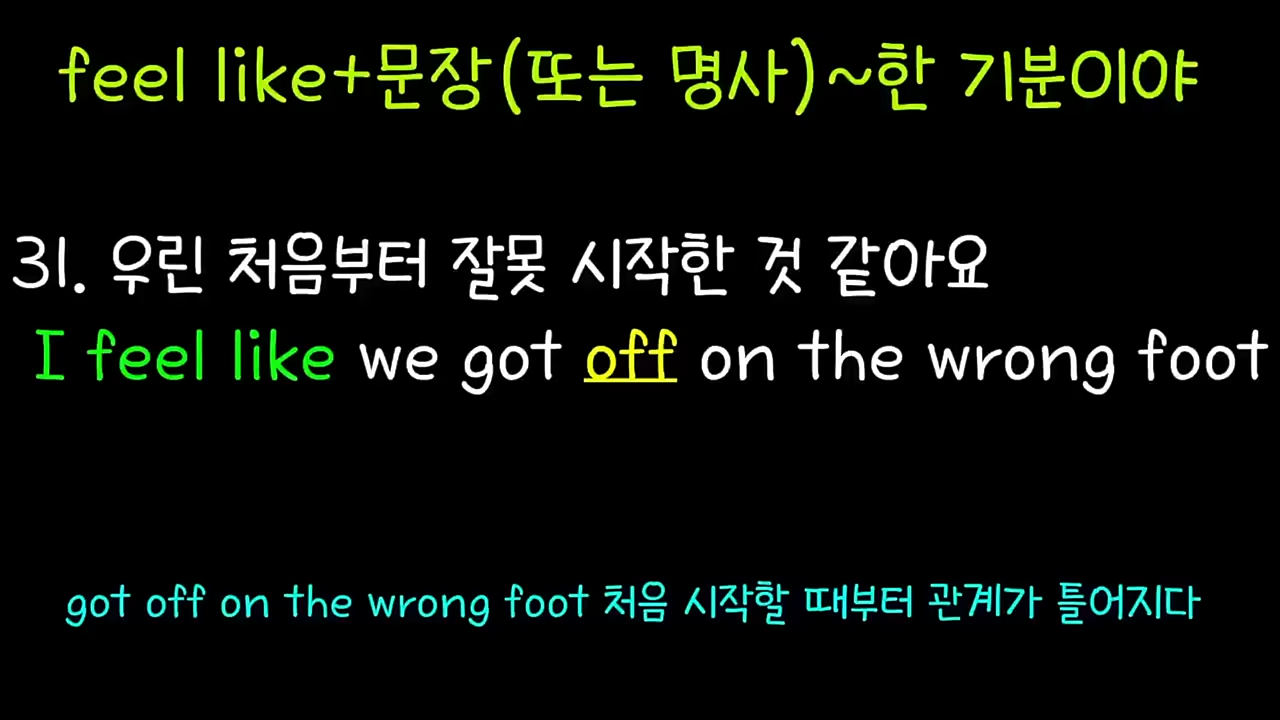 feel like+문장(또는 명사)~한 기분이야
31. 우린 처음부터 잘못 시작한 것 같아요
I feel like we got off on the wrong foot
got off on the wrong foot 처음 시작할 때부터 관계가 틀어지다